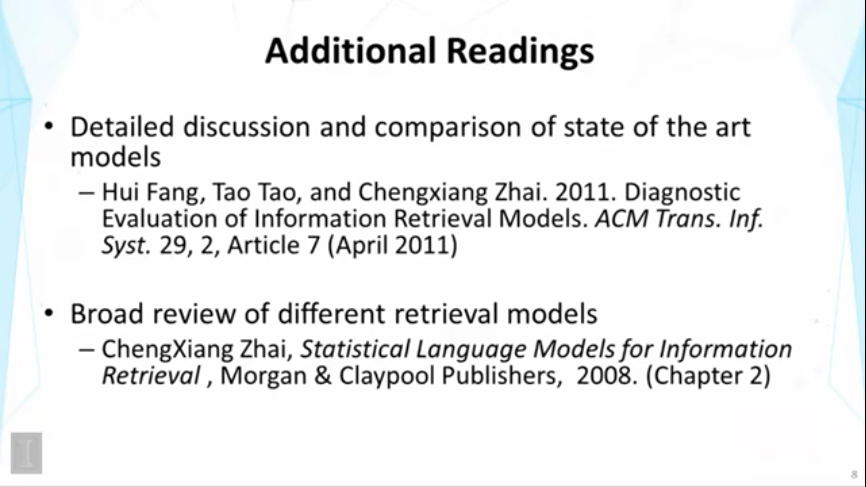 Additional Readings
• Detailed discussion and comparison of state of the art
models
– Hui Fang, Tao Tao, and Chengxiang Zhai. 2011. Diagnostic
Evaluation of Information Retrieval Models. ACM Trans. Inf.
Syst. 29, 2, Article 7 (April 2011)
• Broad review of different retrieval models
– ChengXiang Zhai, Statistical Language Models for Information
Retrieval , Morgan & Claypool Publishers,  2008. (Chapter 2)
I
8